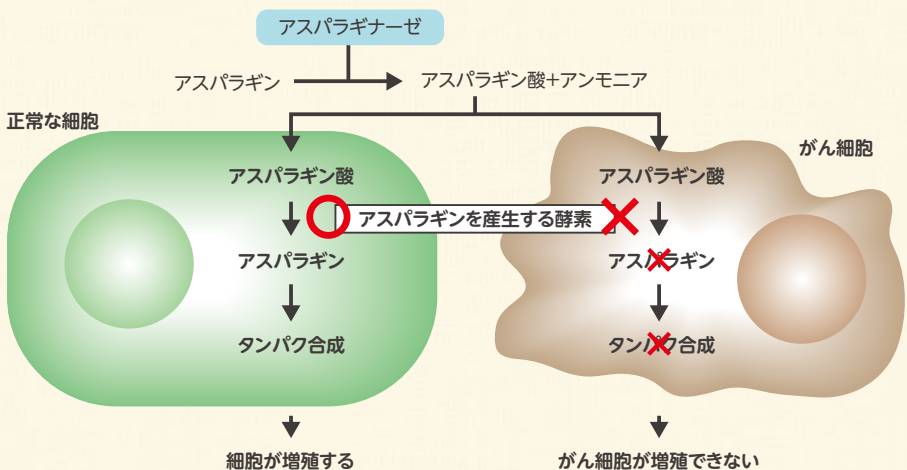 アスパラギナーゼ
アスパラギン
アスパラギン酸+アンモニア
正常な細胞
がん細胞
アスパラギン酸
アスパラギン酸
アスパラギンを産生する酵素
アスパラギン
アスパラギン
タンパク合成
タンパク合成
細胞が増殖する
がん細胞が増殖できない